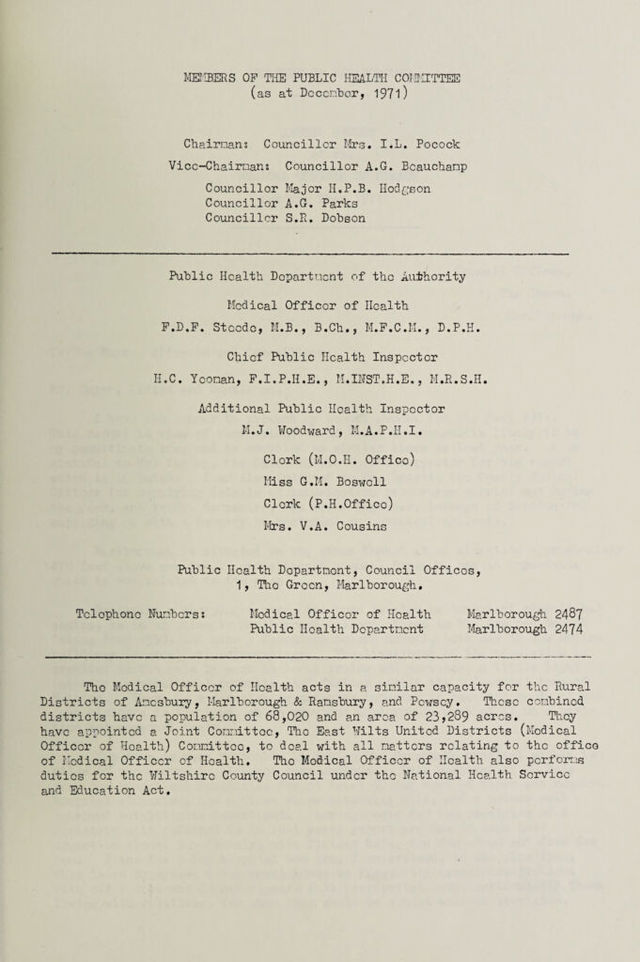 MEMBERS OF THE PUBLIC HEALTH COMMITTEE
(as at December, 1971)
Chairman: Councillor Mrs. I.L. Pocock
Vice-Chairman: Councillor A.G. Beauchamp
Councillor Major H.P.B. Hodgson
Councillor A.G. Parks
Councillor S.R. Dobson
Public Health Department of the Authority
Medical Officer of Health
F.D.F. Steede, M.B., B.Ch., M.F.C.M., D.P.H.
Chief Public Health Inspector
H.C. Yeoman, F.I.P.H.E., M.INST.H.E., M.R.S.H.
Additional Public Health Inspector
M.J. Woodward, M.A.P.H.I.
Clerk (M.O.H. Office)
Miss G.M. Boswell
Clerk (P.H.Office)
Mrs. V.A. Cousins
Public Health Department, Council Offices,
1, The Green, Marlborough.
Telephone Numbers: Medical Officer of Health Marlborough 2487
Public Health Department Marlborough 2474
The Medical Officer of Health acts in a similar capacity for the Rural
Districts of Amesbury, Marlborough & Ramsbury, and Pewsey. These combined
districts have a population of 68,020 and an area of 23,289 acres. They
have appointed a Joint Committee, The East Wilts United Districts (Medical
Officer of Health) Committee, to deal with all matters relating to the office
of Medical Officer of Health. The Medical Officer of Health also performs
duties for the Wiltshire County Council under the National Health Service
and Education Act.